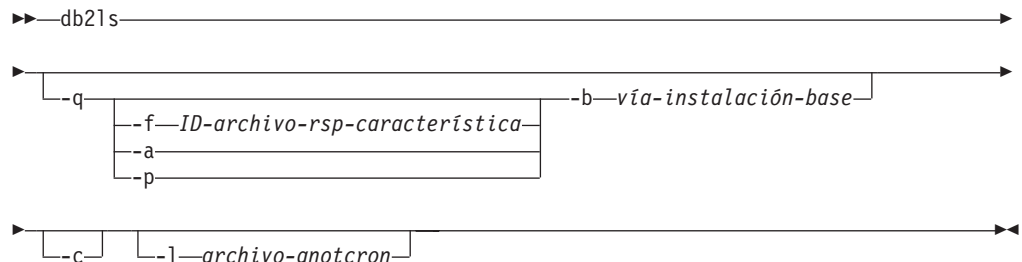 db2ls
-q -b vía-instalación-base
-f ID-archivo-rsp-característica
-a
-p
-c -l archivo-anotcron